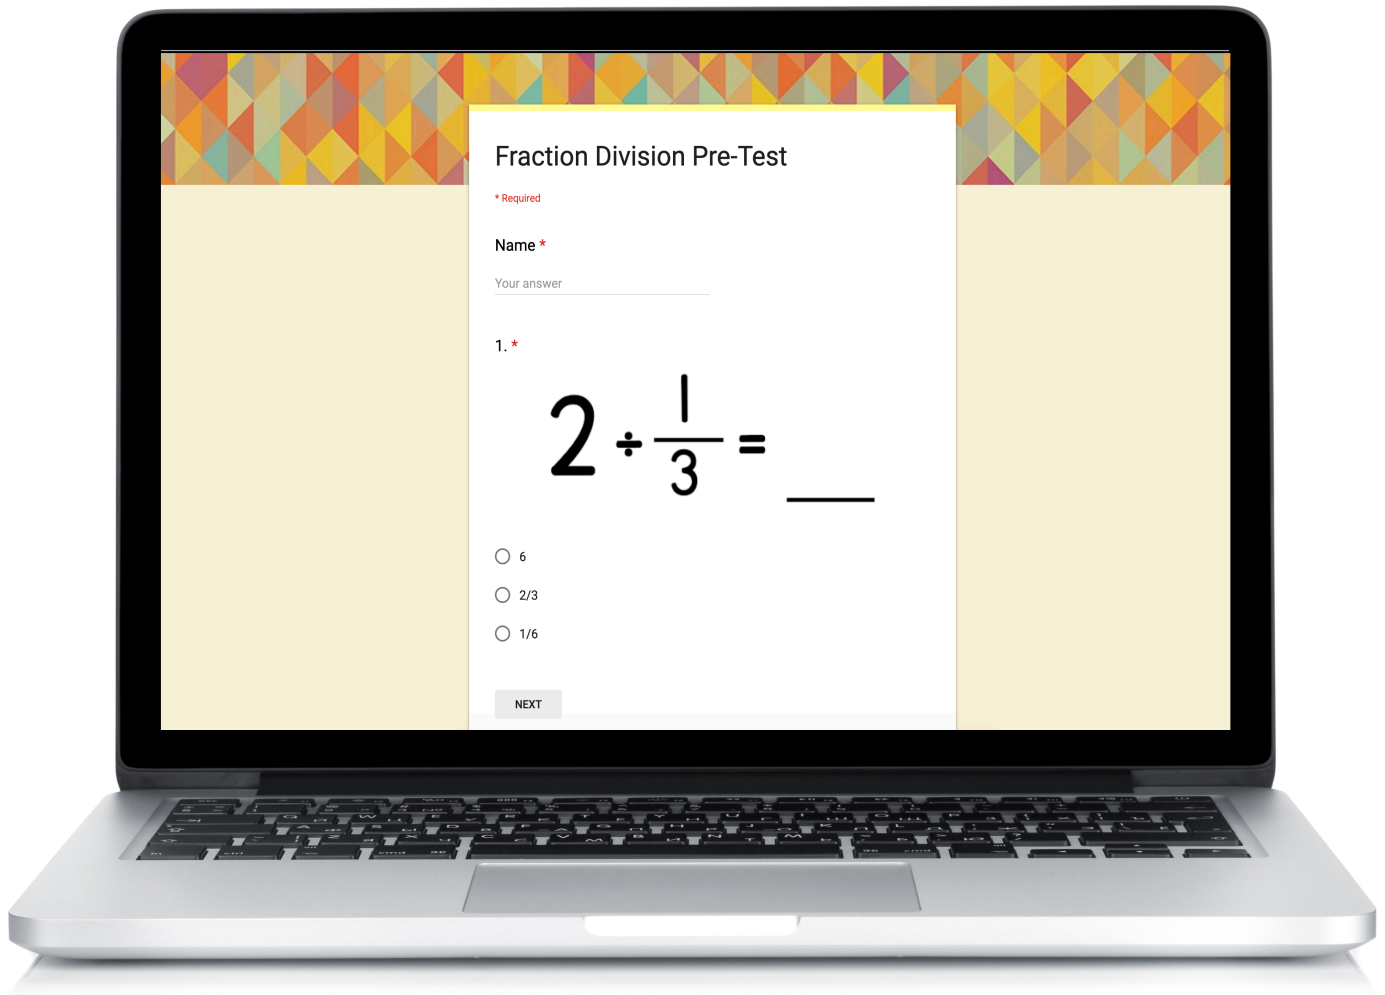 Fraction Division Pre-Test
* Required
Name *
Your answer
1. *
2 ÷ 1/3 = ___
6
2/3
1/6
NEXT